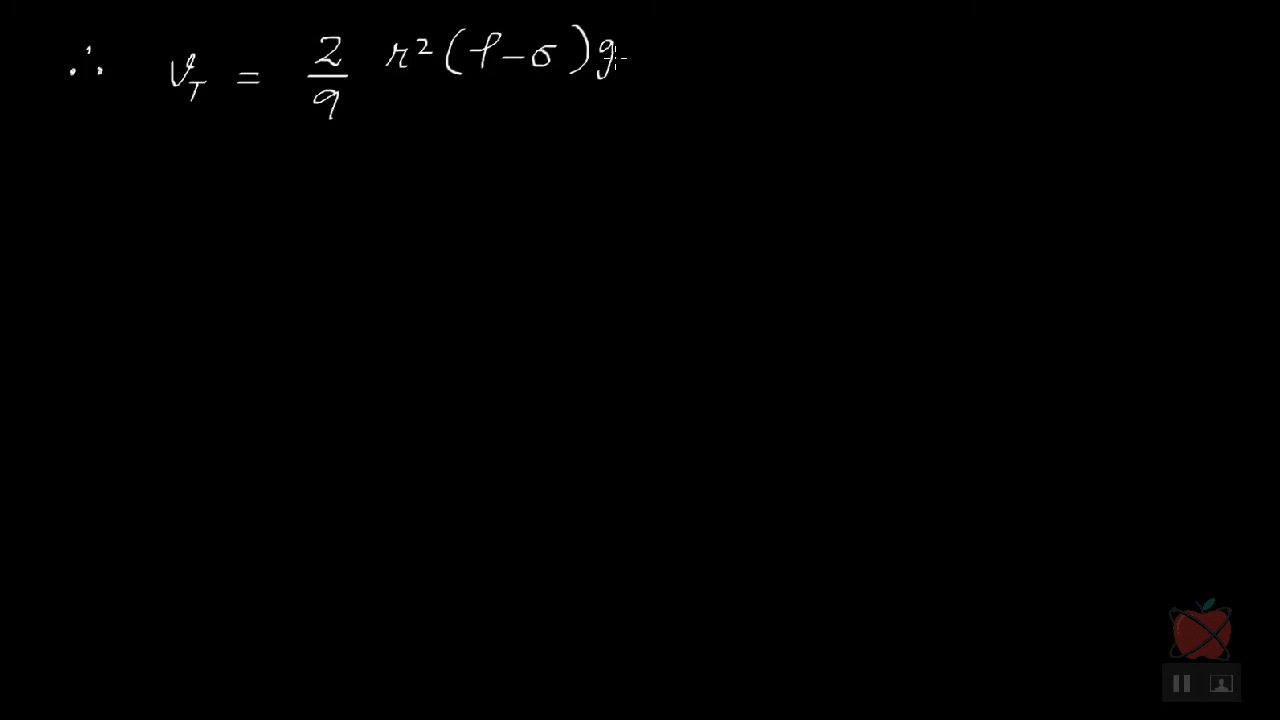 ∴ v_T = 2/9 r²(ρ-σ)g